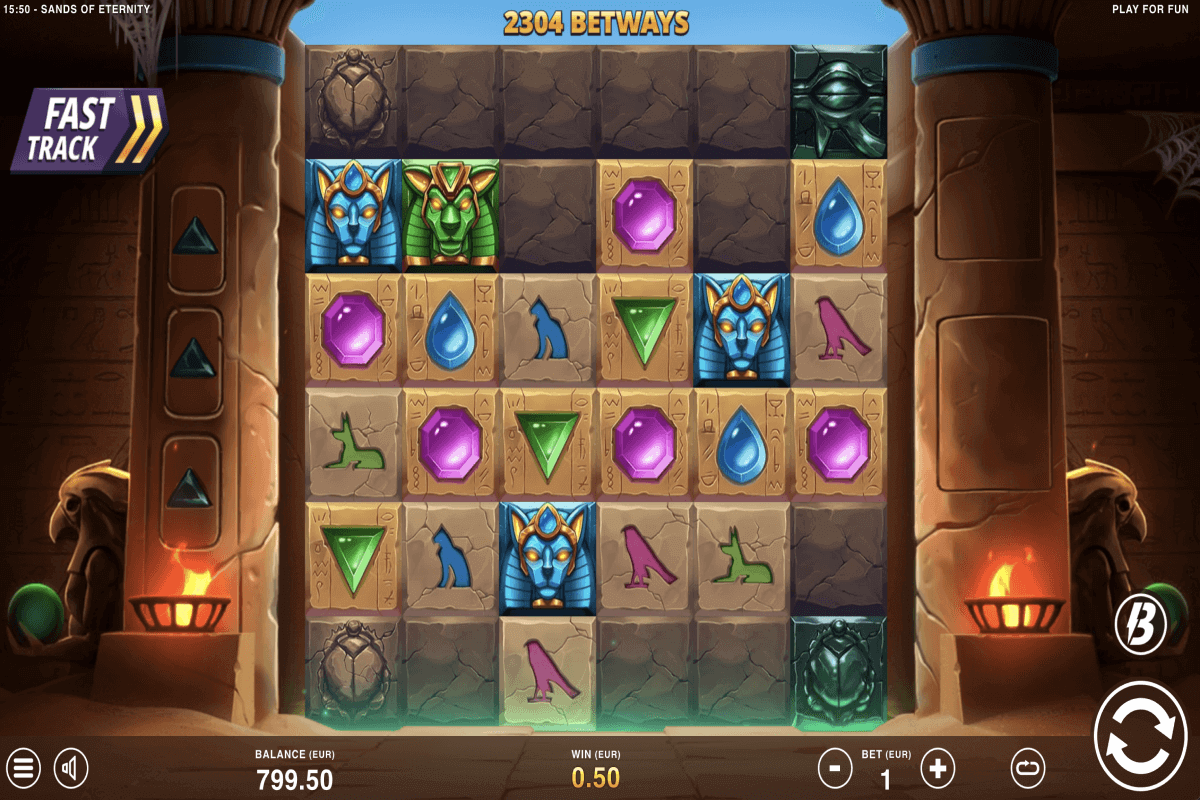 15:50 - SANDS OF ETERNITY
PLAY FOR FUN
2304 BETWAYS
FAST
TRACK
BALANCE (EUR)
799.50
WIN (EUR)
0.50
BET (EUR)
1
B